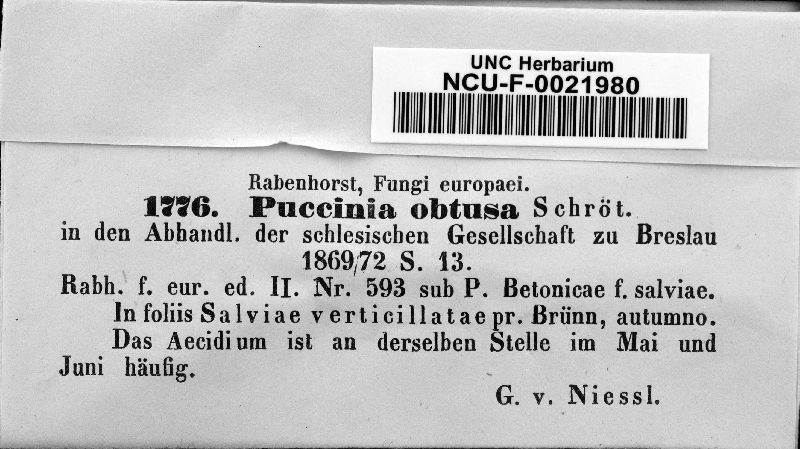 UNC Herbarium
NCU-F-0021980
Rabenhorst, Fungi europaei.
1776. Puccinia obtusa Schröt.
in den Abhandl. der schlesischen Gesellschaft zu Breslau
1869/72 S. 13.
Rabh. f. eur. ed. II. Nr. 593 sub P. Betonicae f. salviae.
In foliis Salviae verticillatae pr. Brünn, autumno.
Das Aecidium ist an derselben Stelle im Mai und
Juni häufig.
G. v. Niessl.